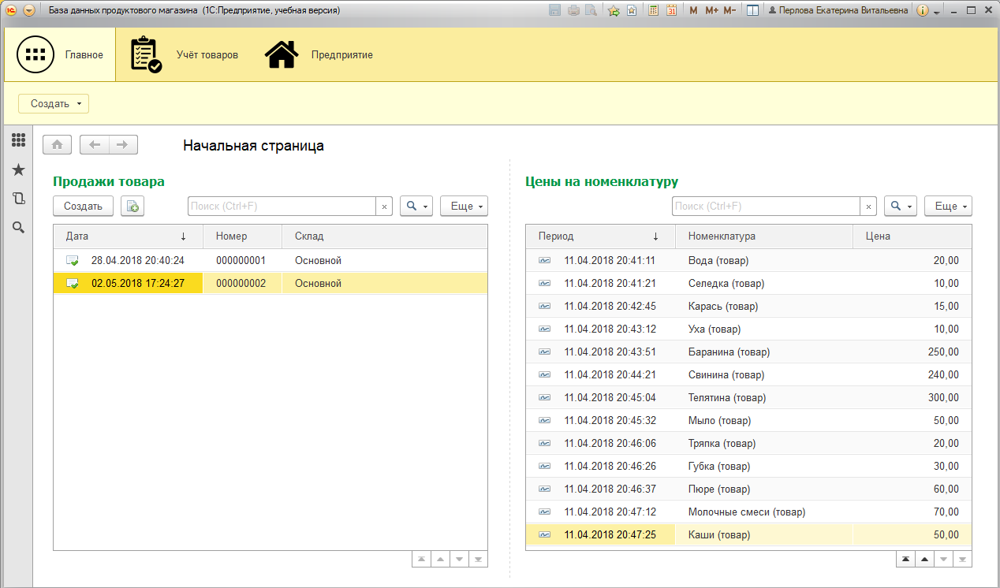 База данных продуктового магазина (1С:Предприятие, учебная версия)
31 M M+ M- Перлова Екатерина Витальевна
Главное Учёт товаров Предприятие
Создать
Начальная страница
Продажи товара
Создать Поиск (Ctrl+F) × Еще
Дата ↓ Номер Склад
28.04.2018 20:40:24 000000001 Основной
02.05.2018 17:24:27 000000002 Основной
Цены на номенклатуру
Поиск (Ctrl+F) × Еще
Период ↓ Номенклатура Цена
11.04.2018 20:41:11 Вода (товар) 20,00
11.04.2018 20:41:21 Селедка (товар) 10,00
11.04.2018 20:42:45 Карась (товар) 15,00
11.04.2018 20:43:12 Уха (товар) 10,00
11.04.2018 20:43:51 Баранина (товар) 250,00
11.04.2018 20:44:21 Свинина (товар) 240,00
11.04.2018 20:45:04 Телятина (товар) 300,00
11.04.2018 20:45:32 Мыло (товар) 50,00
11.04.2018 20:46:06 Тряпка (товар) 20,00
11.04.2018 20:46:26 Губка (товар) 30,00
11.04.2018 20:46:37 Пюре (товар) 60,00
11.04.2018 20:47:12 Молочные смеси (товар) 70,00
11.04.2018 20:47:25 Каши (товар) 50,00